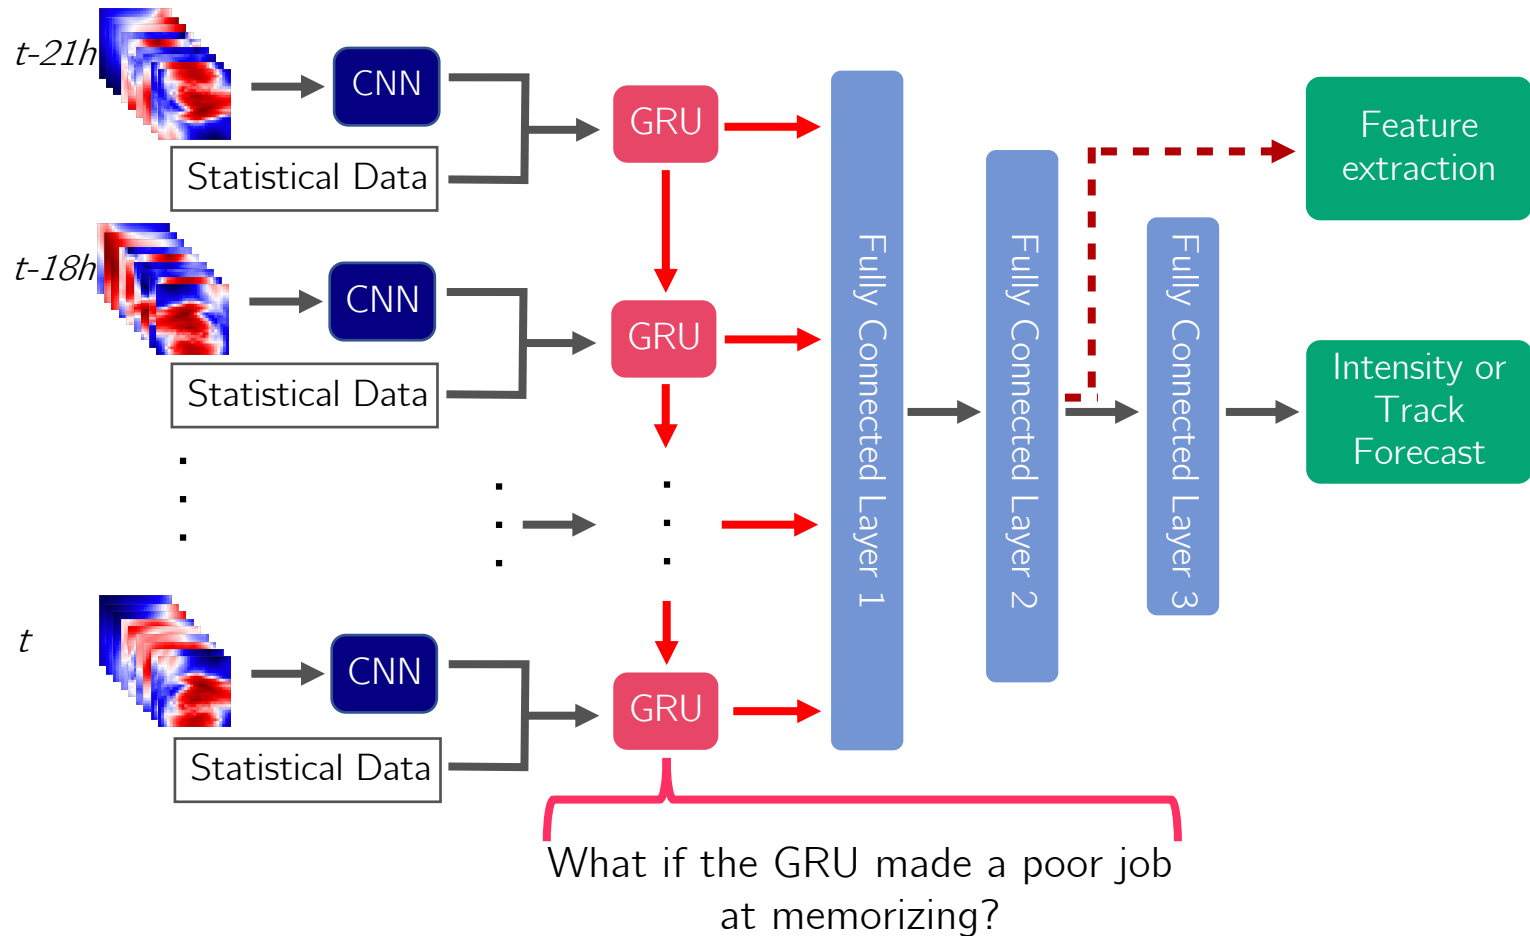 t-21h
CNN
Statistical Data
GRU
t-18h
CNN
Statistical Data
GRU
t
CNN
Statistical Data
GRU
Fully Connected Layer 1
Fully Connected Layer 2
Fully Connected Layer 3
Feature
extraction
Intensity or
Track
Forecast
What if the GRU made a poor job
at memorizing?